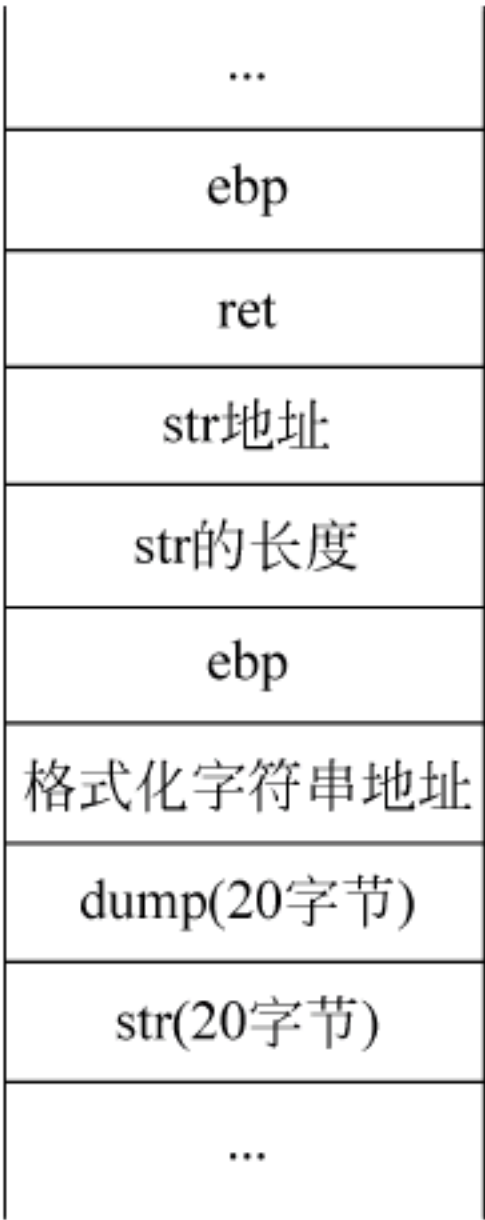 ...
ebp
ret
str地址
str的长度
ebp
格式化字符串地址
dump(20字节)
str(20字节)
...